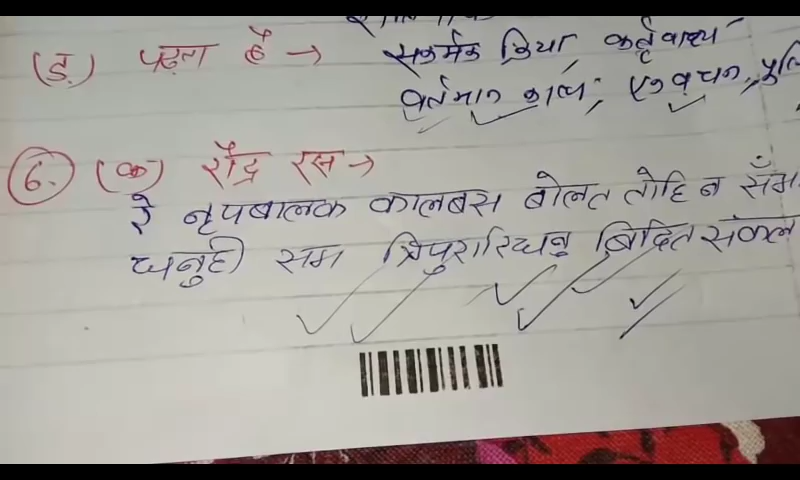 (ङ) पढ़ता है → सकर्मक क्रिया, कर्तृवाच्य
वर्तमान काल, एकवचन, पुलि
6. (क) रौद्र रस →
रे नृपबालक कालबस बोलत तोहि न सँभ
धनुही सम त्रिपुरारिधनु बिदित सकल